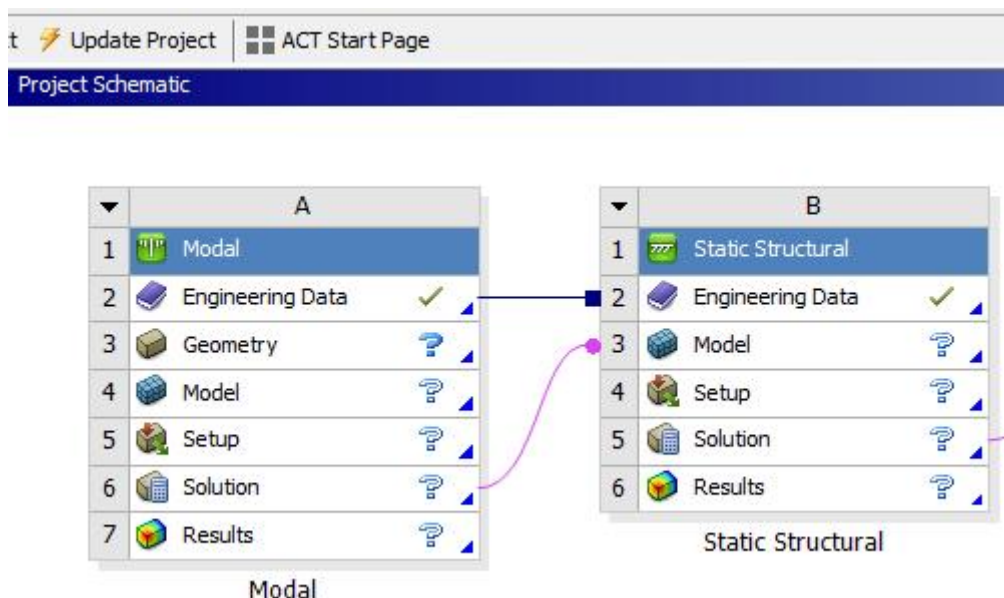 t Update Project ACT Start Page
Project Schematic
A
1 Modal
2 Engineering Data
3 Geometry ?
4 Model ?
5 Setup ?
6 Solution ?
7 Results ?
Modal
B
1 Static Structural
2 Engineering Data
3 Model ?
4 Setup ?
5 Solution ?
6 Results ?
Static Structural